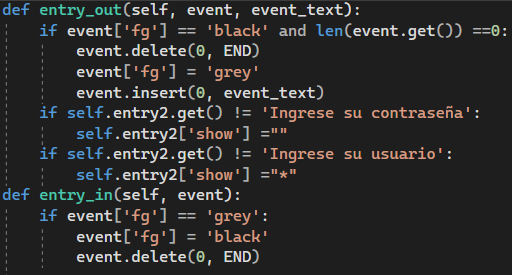 def entry_out(self, event, event_text):
    if event['fg'] == 'black' and len(event.get()) ==0:
        event.delete(0, END)
        event['fg'] = 'grey'
        event.insert(0, event_text)
    if self.entry2.get() != 'Ingrese su contraseña':
        self.entry2['show'] =""
    if self.entry2.get() != 'Ingrese su usuario':
        self.entry2['show'] ="*"
def entry_in(self, event):
    if event['fg'] == 'grey':
        event['fg'] = 'black'
        event.delete(0, END)